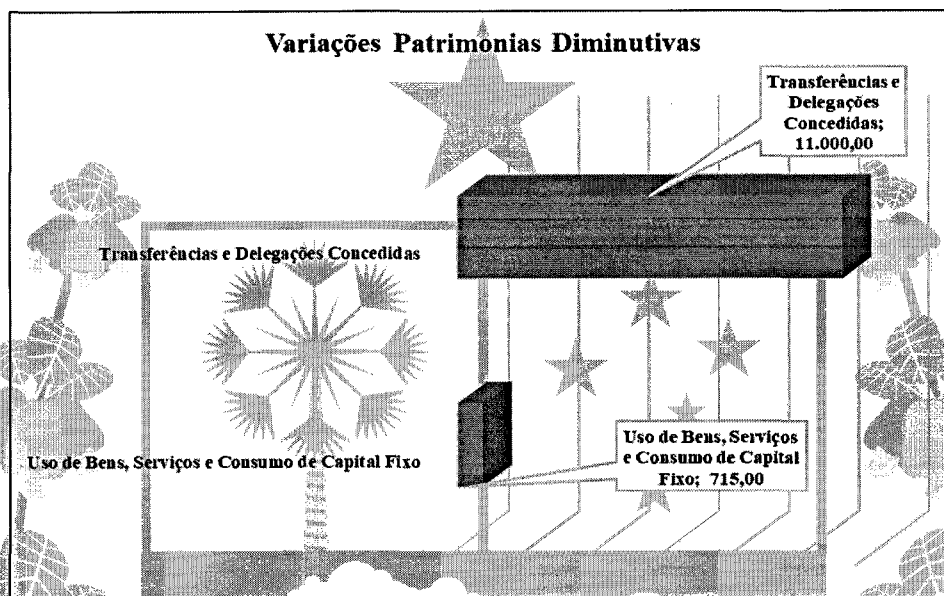 Variações Patrimonias Diminutivas
Transferências e
Delegações
Concedidas;
11.000,00
Transferências e Delegações Concedidas
Uso de Bens, Serviços
e Consumo de Capital
Fixo; 715,00
Uso de Bens, Serviços e Consumo de Capital Fixo